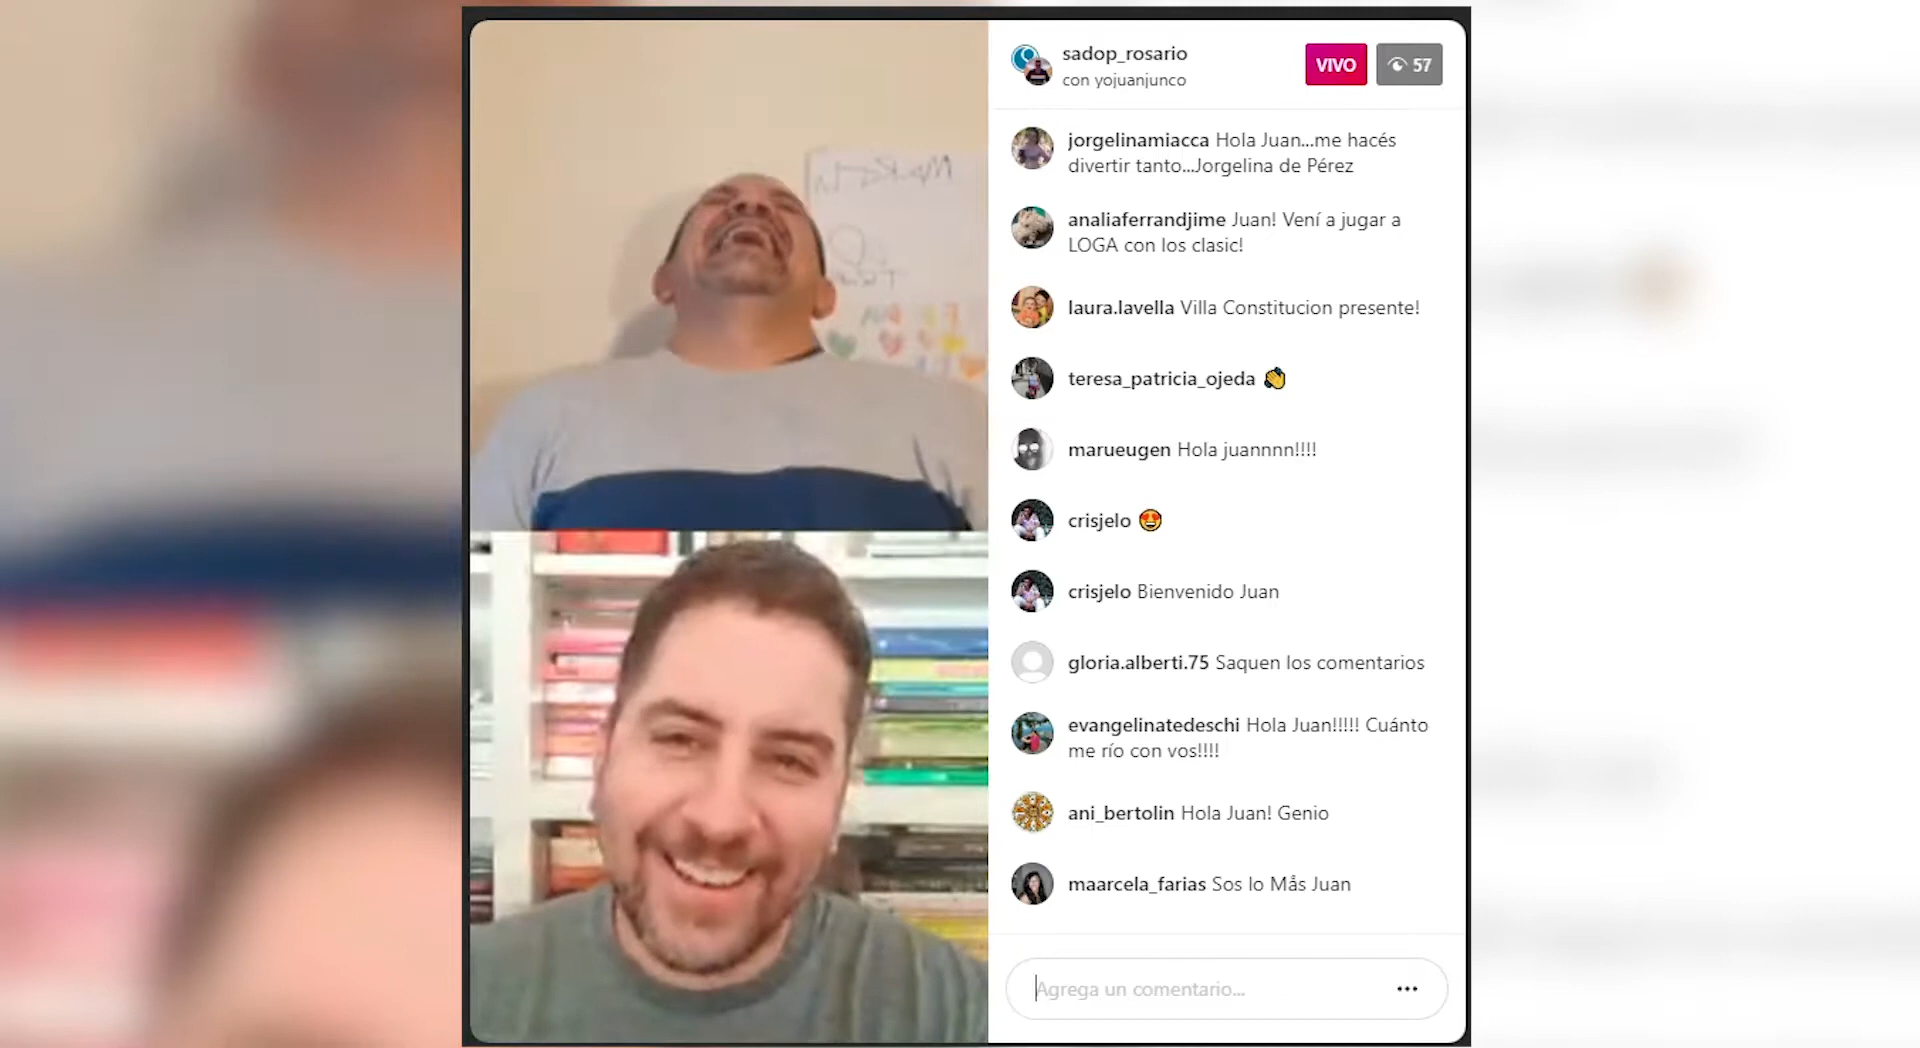 sadop_rosario
con yojuanjunco
VIVO
57
jorgelinamiacca Hola Juan...me hacés
divertir tanto...Jorgelina de Pérez
analiaferrandjime Juan! Vení a jugar a
LOGA con los clasic!
laura.lavella Villa Constitucion presente!
teresa_patricia_ojeda 👏
marueugen Hola juannnn!!!!
crisjelo 😍
crisjelo Bienvenido Juan
gloria.alberti.75 Saquen los comentarios
evangelinatedeschi Hola Juan!!!!! Cuánto
me río con vos!!!!
ani_bertolin Hola Juan! Genio
maarcela_farias Sos lo Mås Juan
Agrega un comentario...